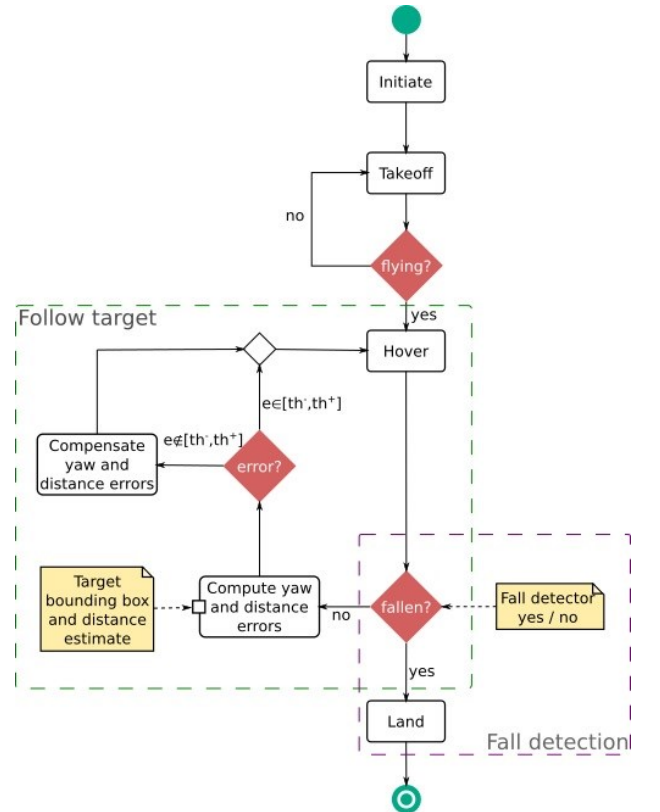 Initiate
Takeoff
no
flying?
yes
Follow target
Hover
e∈[th⁻,th⁺]
e∉[th⁻,th⁺]
Compensate
yaw and
distance errors
error?
Target
bounding box
and distance
estimate
Compute yaw
and distance
errors
no
fallen?
Fall detector
yes / no
yes
Land
Fall detection